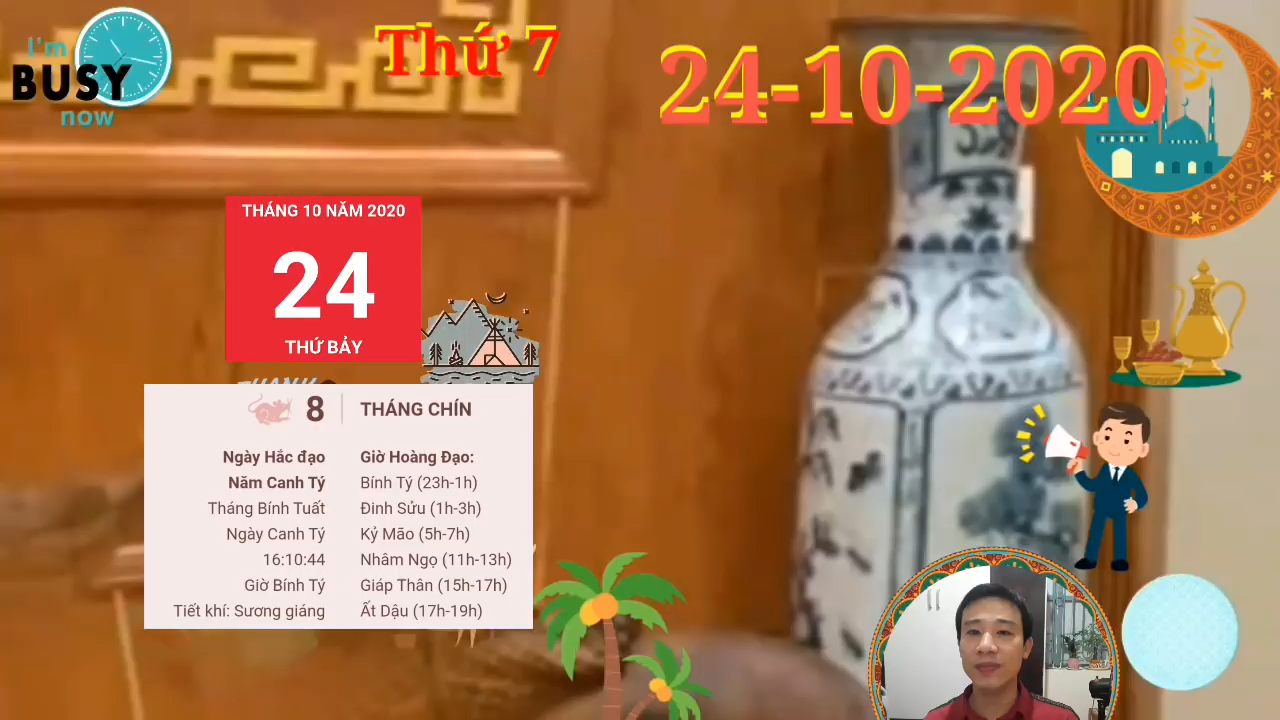 I'm
BUSY
now
Thứ 7
24-10-2020
THÁNG 10 NĂM 2020
24
THỨ BẢY
8
THÁNG CHÍN
Ngày Hắc đạo
Năm Canh Tý
Tháng Bính Tuất
Ngày Canh Tý
16:10:44
Giờ Bính Tý
Tiết khí: Sương giáng
Giờ Hoàng Đạo:
Bính Tý (23h-1h)
Đinh Sửu (1h-3h)
Kỷ Mão (5h-7h)
Nhâm Ngọ (11h-13h)
Giáp Thân (15h-17h)
Ất Dậu (17h-19h)